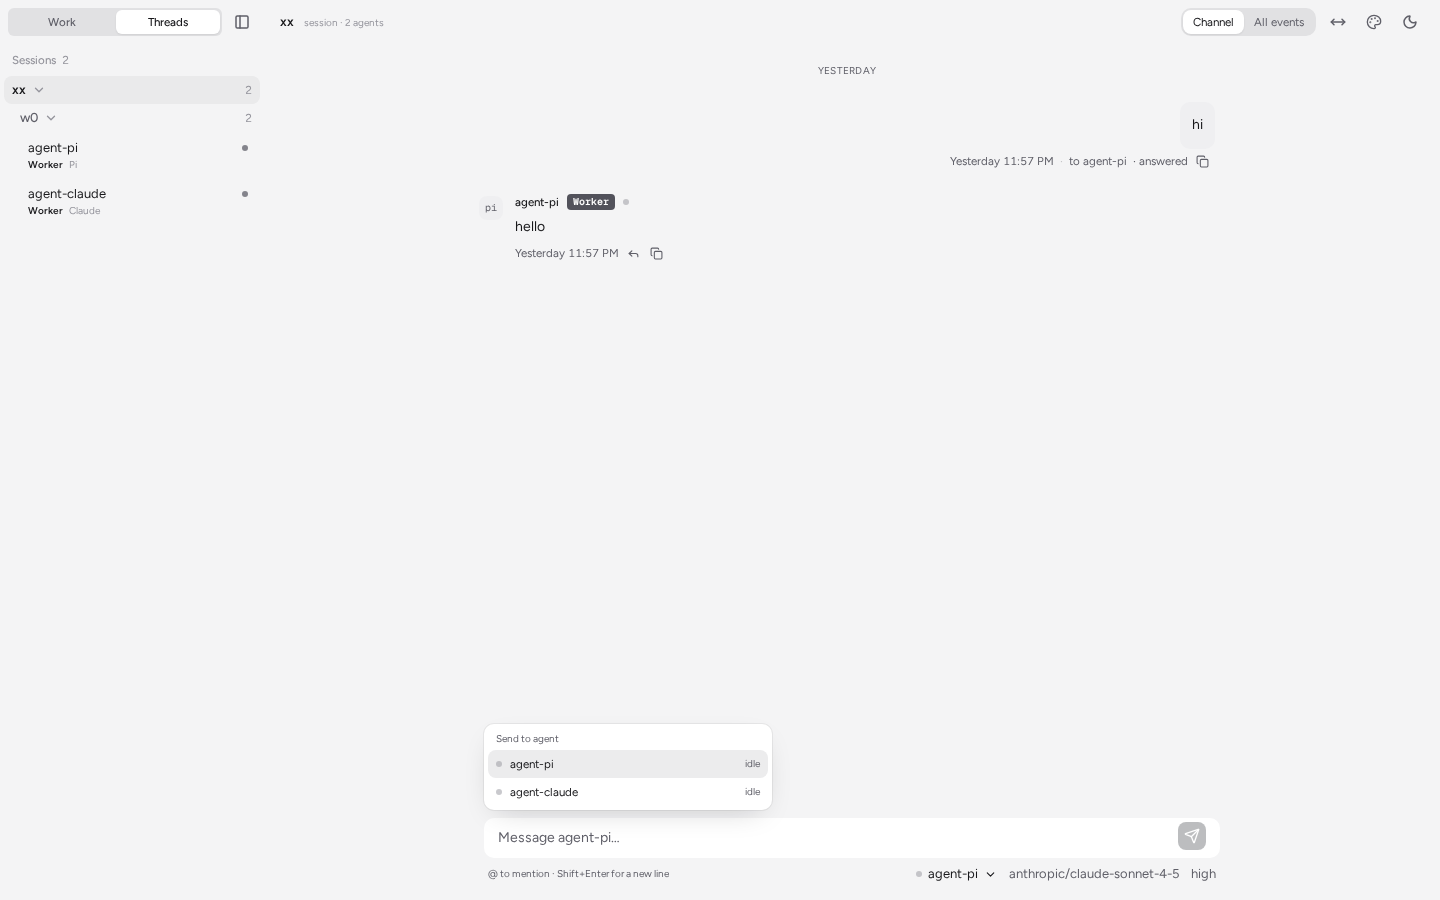 Work
Threads
xx session · 2 agents
Channel
All events
Sessions 2
xx 2
w0 2
agent-pi
Worker Pi
agent-claude
Worker Claude
YESTERDAY
hi
Yesterday 11:57 PM · to agent-pi · answered
pi agent-pi Worker
hello
Yesterday 11:57 PM
Send to agent
agent-pi idle
agent-claude idle
Message agent-pi...
@ to mention · Shift+Enter for a new line
agent-pi anthropic/claude-sonnet-4-5 high